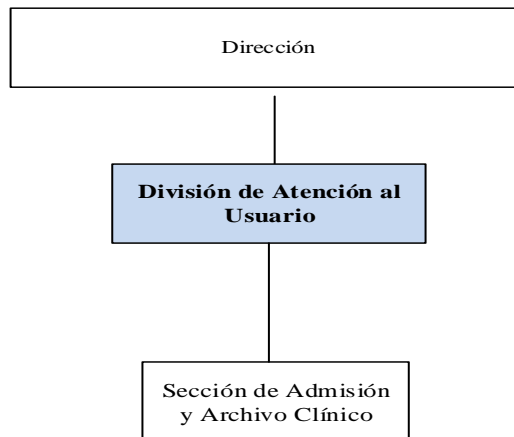 Dirección
División de Atención al
Usuario
Sección de Admisión
y Archivo Clínico